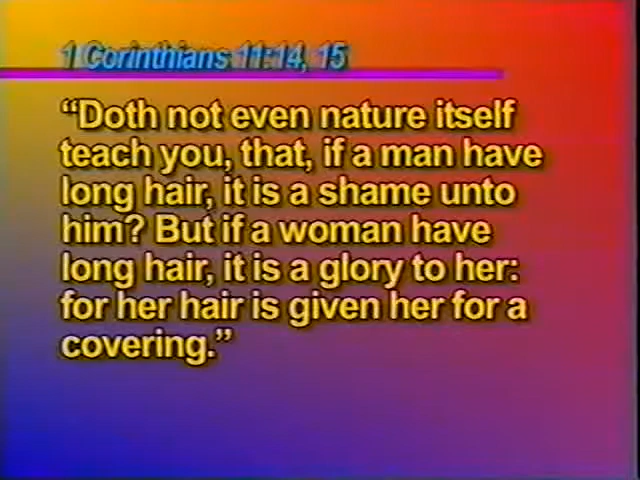 1 Corinthians 11:14, 15
“Doth not even nature itself
teach you, that, if a man have
long hair, it is a shame unto
him? But if a woman have
long hair, it is a glory to her:
for her hair is given her for a
covering.”